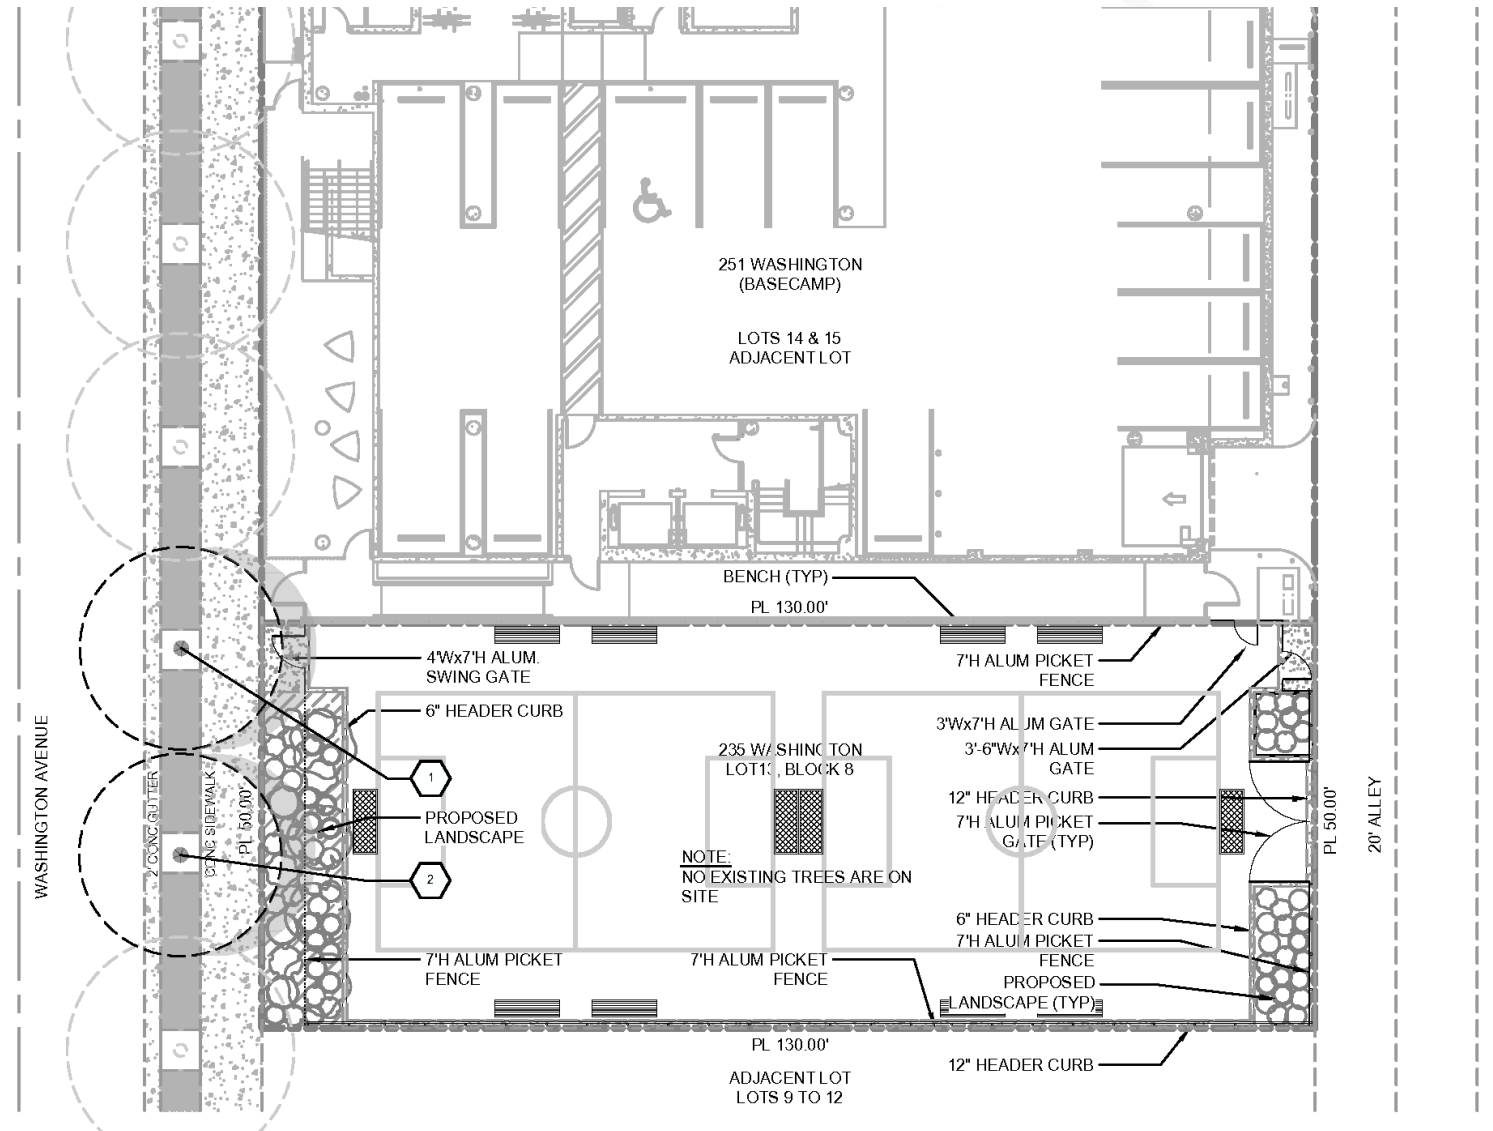 251 WASHINGTON
(BASECAMP)
LOTS 14 & 15
ADJACENT LOT
BENCH (TYP)
PL 130.00'
4'Wx7'H ALUM.
SWING GATE
7'H ALUM PICKET
FENCE
6" HEADER CURB
3'Wx7'H ALUM GATE
3'-6"Wx7'H ALUM
GATE
235 WASHINGTON
LOT13, BLOCK 8
1
12" HEADER CURB
PROPOSED
LANDSCAPE
7'H ALUM PICKET
GATE (TYP)
WASHINGTON AVENUE
2' CONC GUTTER
CONC SIDEWALK
PL 50.00'
PL 50.00'
20' ALLEY
NOTE:
NO EXISTING TREES ARE ON
SITE
2
6" HEADER CURB
7'H ALUM PICKET
FENCE
7'H ALUM PICKET
FENCE
7'H ALUM PICKET
FENCE
PROPOSED
LANDSCAPE (TYP)
PL 130.00'
12" HEADER CURB
ADJACENT LOT
LOTS 9 TO 12